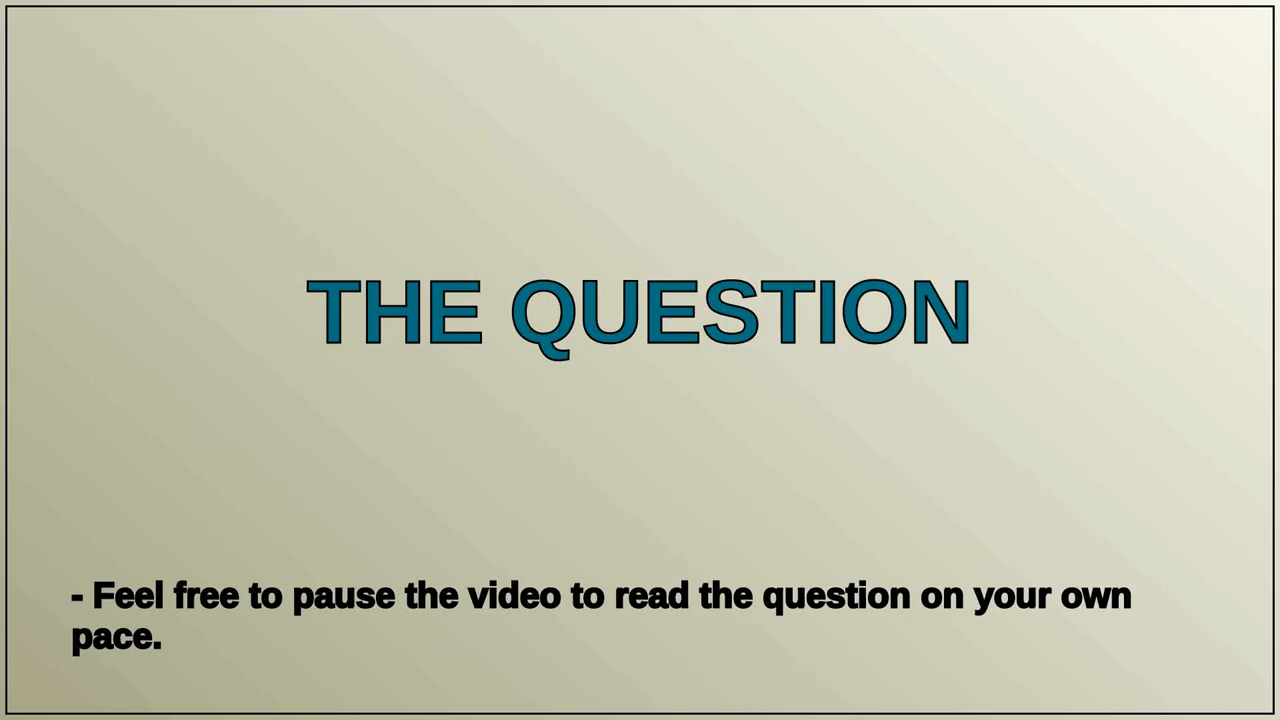 THE QUESTION
- Feel free to pause the video to read the question on your own
pace.